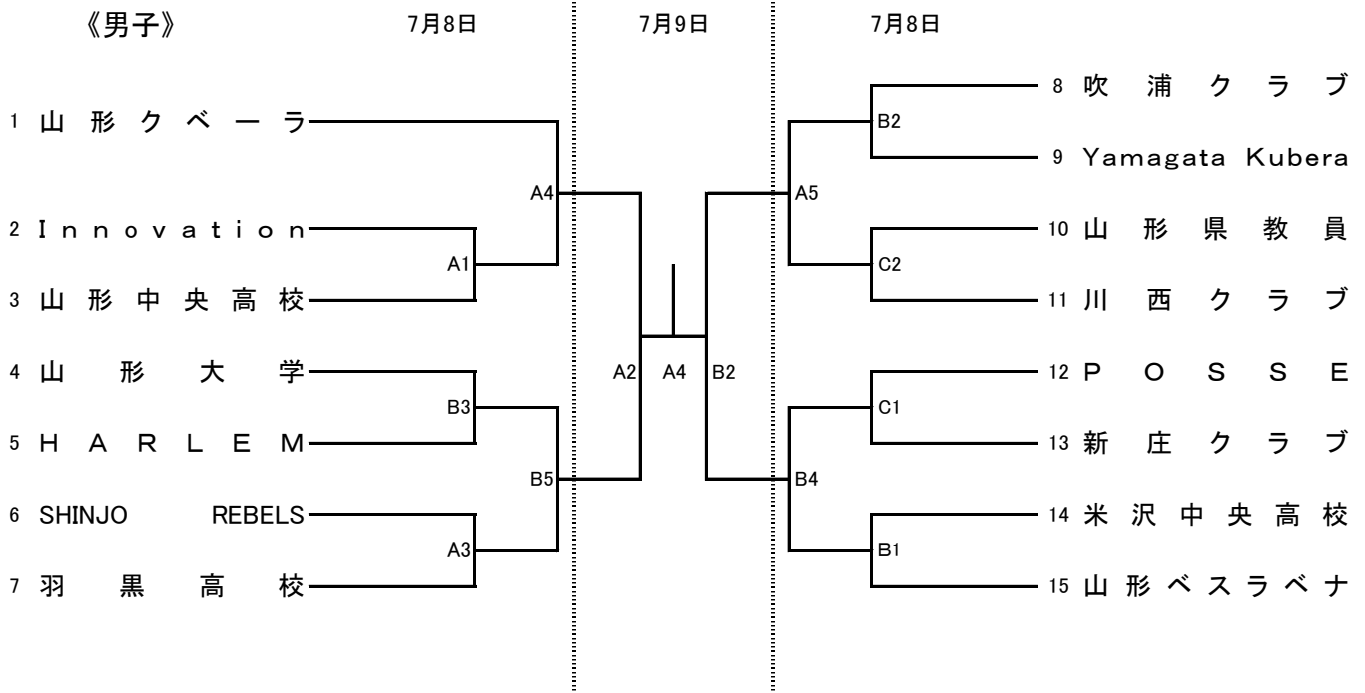 《男子》 7月8日 7月9日 7月8日
8 吹浦クラブ
1 山形クベーラ B2
9 Yamagata Kubera
A4 A5
2 Innovation 10 山形県教員
A1 C2
3 山形中央高校 11 川西クラブ
4 山形大学 A2 A4 B2 12 POSSE
B3 C1
5 HARLEM 13 新庄クラブ
B5 B4
6 SHINJO REBELS 14 米沢中央高校
A3 B1
7 羽黒高校 15 山形ベスラベナ